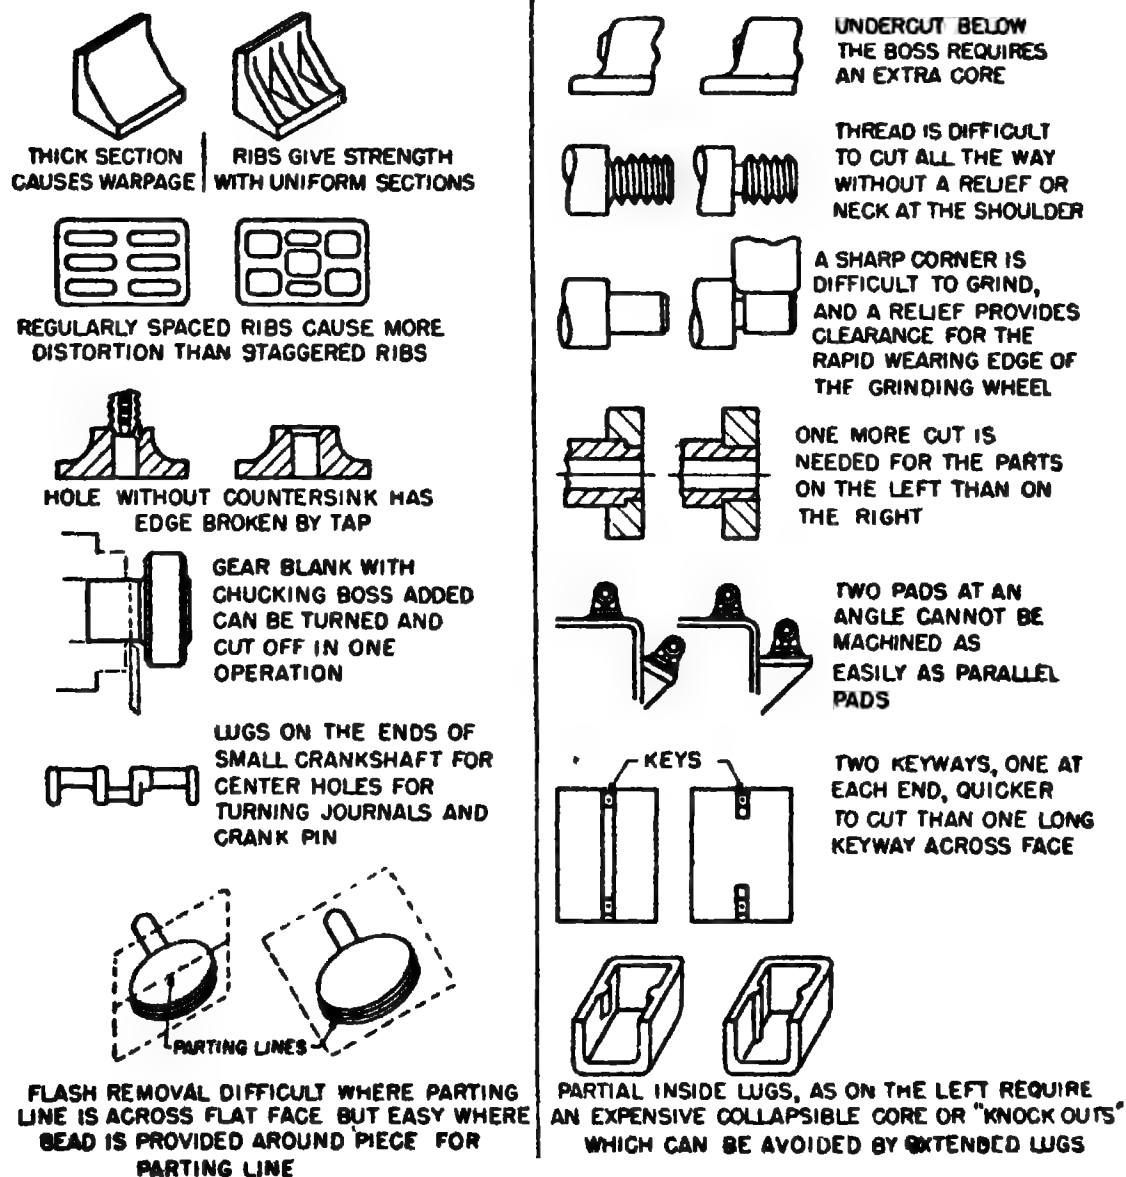 THICK SECTION
CAUSES WARPAGE
RIBS GIVE STRENGTH
WITH UNIFORM SECTIONS
REGULARLY SPACED RIBS CAUSE MORE
DISTORTION THAN STAGGERED RIBS
HOLE WITHOUT COUNTERSINK HAS
EDGE BROKEN BY TAP
GEAR BLANK WITH
CHUCKING BOSS ADDED
CAN BE TURNED AND
CUT OFF IN ONE
OPERATION
LUGS ON THE ENDS OF
SMALL CRANKSHAFT FOR
CENTER HOLES FOR
TURNING JOURNALS AND
CRANK PIN
PARTING LINES
FLASH REMOVAL DIFFICULT WHERE PARTING
LINE IS ACROSS FLAT FACE BUT EASY WHERE
BEAD IS PROVIDED AROUND PIECE FOR
PARTING LINE
UNDERCUT BELOW
THE BOSS REQUIRES
AN EXTRA CORE
THREAD IS DIFFICULT
TO CUT ALL THE WAY
WITHOUT A RELIEF OR
NECK AT THE SHOULDER
A SHARP CORNER IS
DIFFICULT TO GRIND,
AND A RELIEF PROVIDES
CLEARANCE FOR THE
RAPID WEARING EDGE OF
THE GRINDING WHEEL
ONE MORE CUT IS
NEEDED FOR THE PARTS
ON THE LEFT THAN ON
THE RIGHT
TWO PADS AT AN
ANGLE CANNOT BE
MACHINED AS
EASILY AS PARALLEL
PADS
KEYS
TWO KEYWAYS, ONE AT
EACH END, QUICKER
TO CUT THAN ONE LONG
KEYWAY ACROSS FACE
PARTIAL INSIDE LUGS, AS ON THE LEFT REQUIRE
AN EXPENSIVE COLLAPSIBLE CORE OR "KNOCK OUTS"
WHICH CAN BE AVOIDED BY EXTENDED LUGS